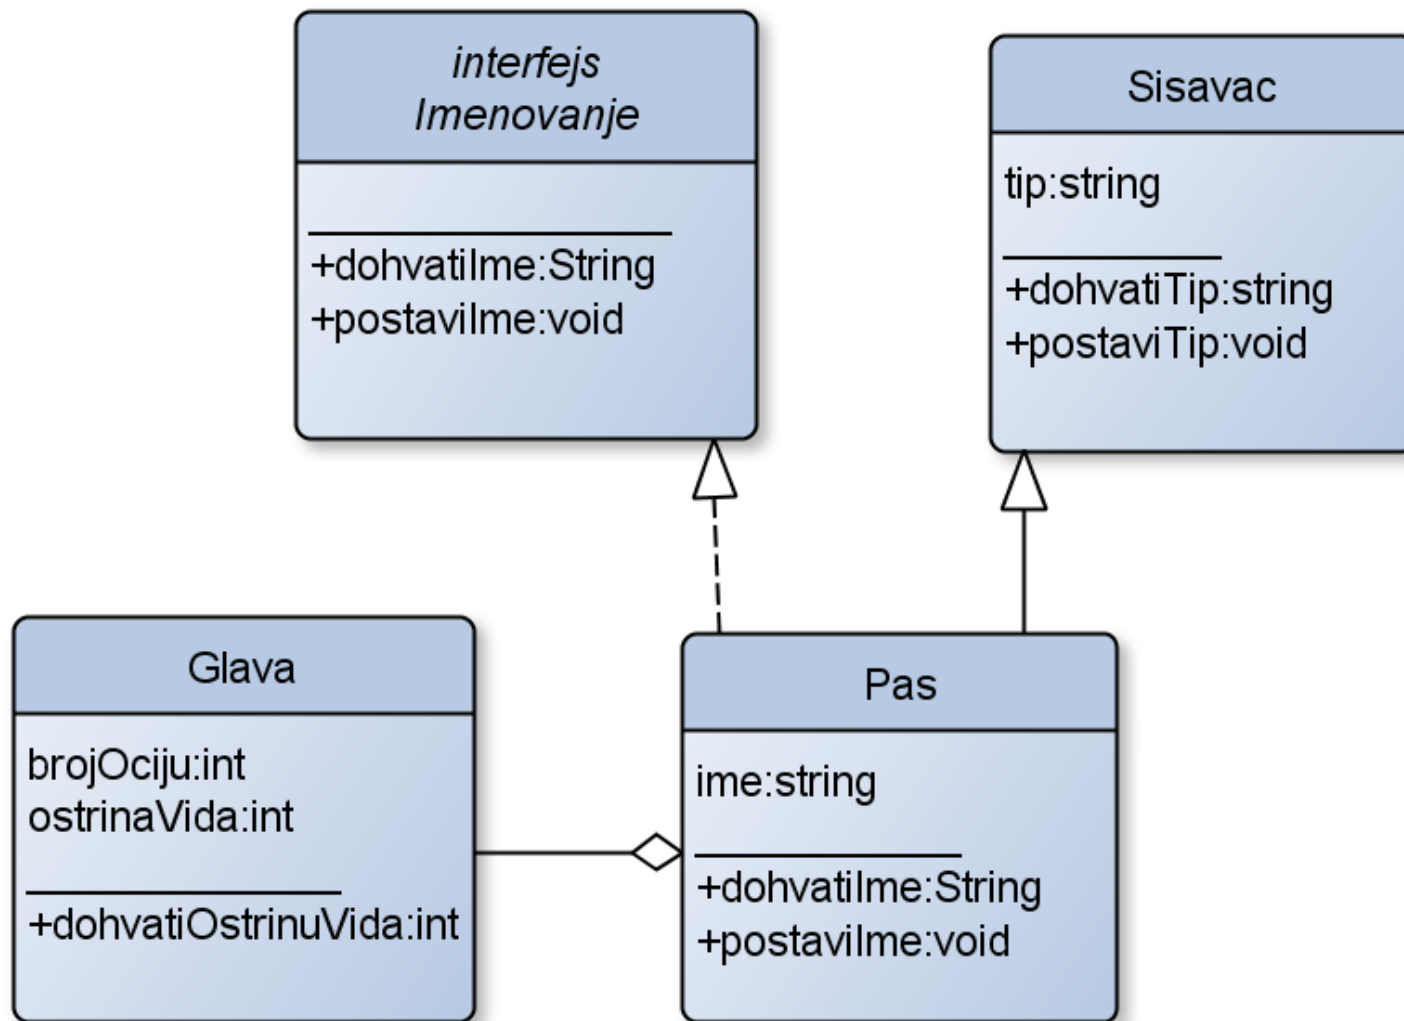 interfejs
Imenovanje
+dohvatiIme:String
+postaviIme:void
Sisavac
tip:string
+dohvatiTip:string
+postaviTip:void
Glava
brojOciju:int
ostrinaVida:int
+dohvatiOstrinuVida:int
Pas
ime:string
+dohvatiIme:String
+postaviIme:void